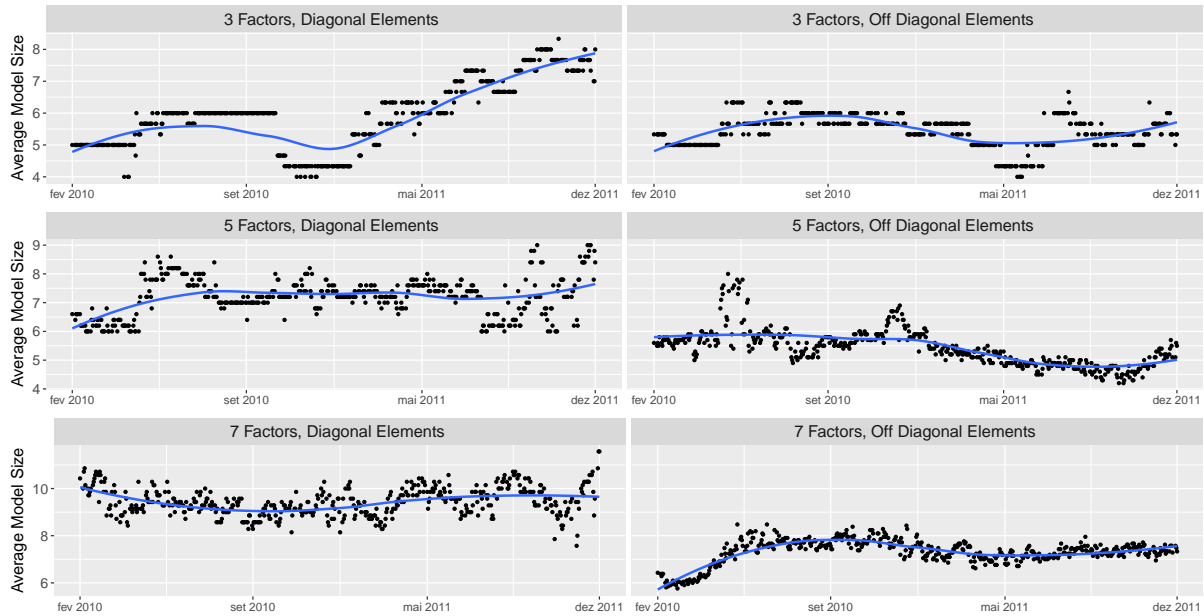 3 Factors, Diagonal Elements
3 Factors, Off Diagonal Elements
Average Model Size
8
7
6
5
4
fev 2010
set 2010
mai 2011
dez 2011
fev 2010
set 2010
mai 2011
dez 2011
5 Factors, Diagonal Elements
5 Factors, Off Diagonal Elements
Average Model Size
9
8
7
6
5
4
fev 2010
set 2010
mai 2011
dez 2011
fev 2010
set 2010
mai 2011
dez 2011
7 Factors, Diagonal Elements
7 Factors, Off Diagonal Elements
Average Model Size
10
8
6
fev 2010
set 2010
mai 2011
dez 2011
fev 2010
set 2010
mai 2011
dez 2011